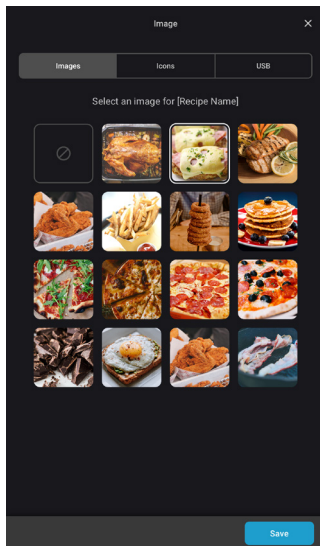 Image
Images
Icons
USB
Select an image for [Recipe Name]
Save